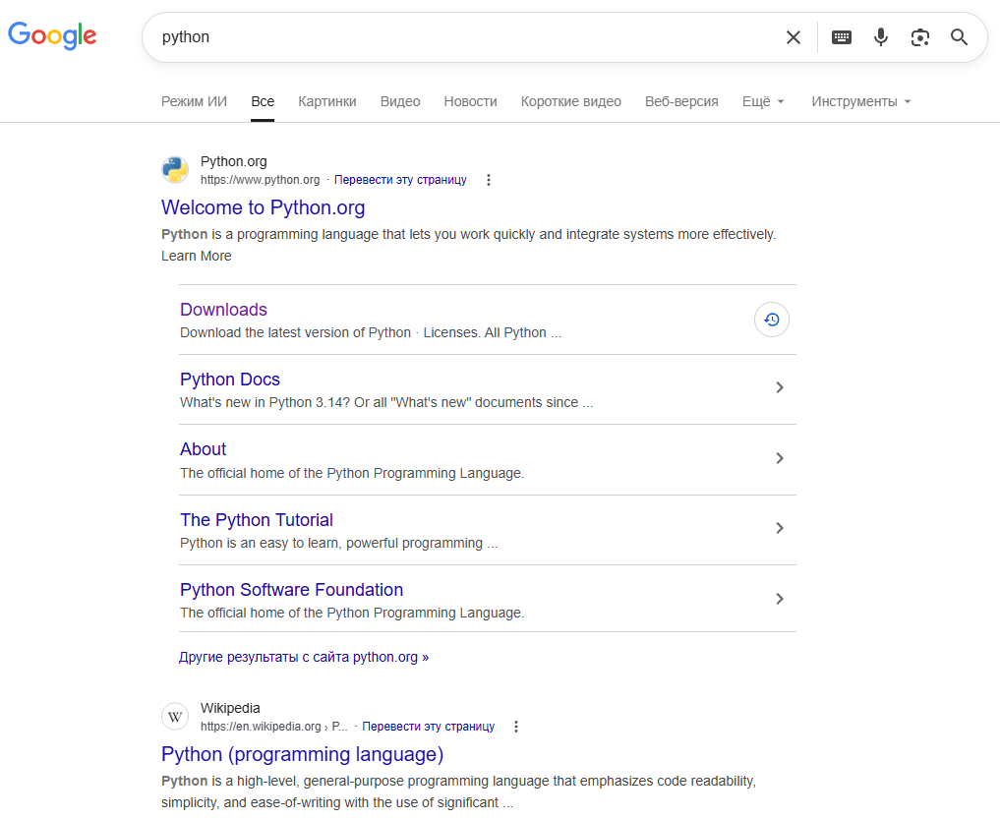 Google
python
Режим ИИ Все Картинки Видео Новости Короткие видео Веб-версия Ещё Инструменты
Python.org
https://www.python.org · Перевести эту страницу
Welcome to Python.org
Python is a programming language that lets you work quickly and integrate systems more effectively.
Learn More
Downloads
Download the latest version of Python · Licenses. All Python ...
Python Docs
What's new in Python 3.14? Or all "What's new" documents since ...
About
The official home of the Python Programming Language.
The Python Tutorial
Python is an easy to learn, powerful programming ...
Python Software Foundation
The official home of the Python Programming Language.
Другие результаты с сайта python.org »
W
Wikipedia
https://en.wikipedia.org › P... · Перевести эту страницу
Python (programming language)
Python is a high-level, general-purpose programming language that emphasizes code readability,
simplicity, and ease-of-writing with the use of significant ...